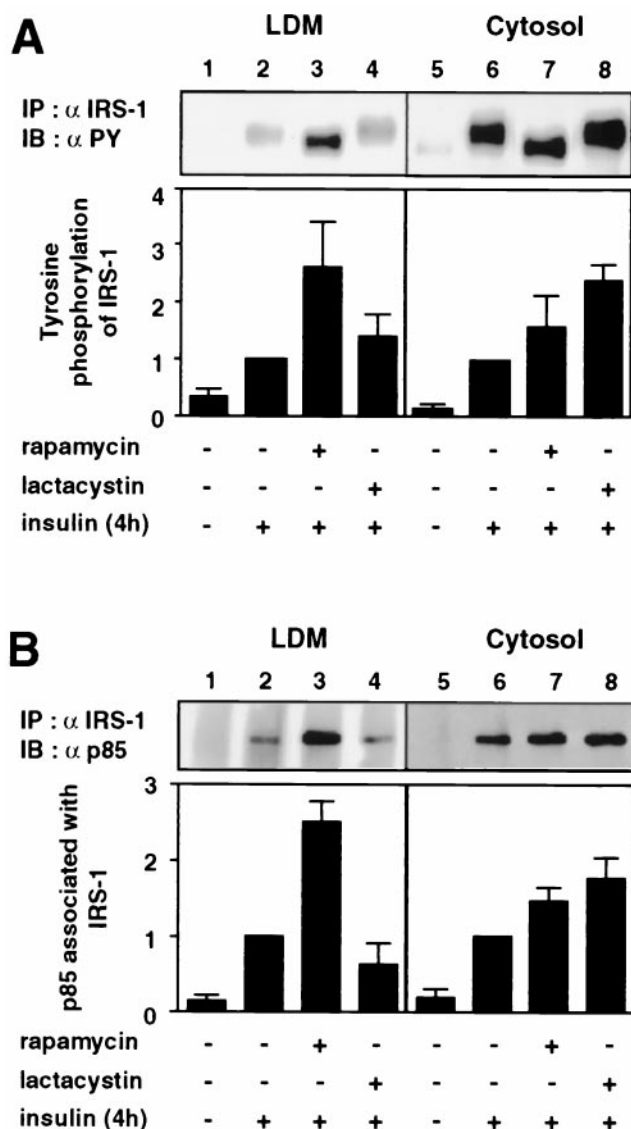 A
LDM Cytosol
1 2 3 4 5 6 7 8
IP : α IRS-1
IB : α PY
Tyrosine
phosphorylation
of IRS-1
4
3
2
1
0
rapamycin - - + - - - + -
lactacystin - - - + - - - +
insulin (4h) - + + + - + + +
B
LDM Cytosol
1 2 3 4 5 6 7 8
IP : α IRS-1
IB : α p85
p85 associated with
IRS-1
3
2
1
0
rapamycin - - + - - - + -
lactacystin - - - + - - - +
insulin (4h) - + + + - + + +